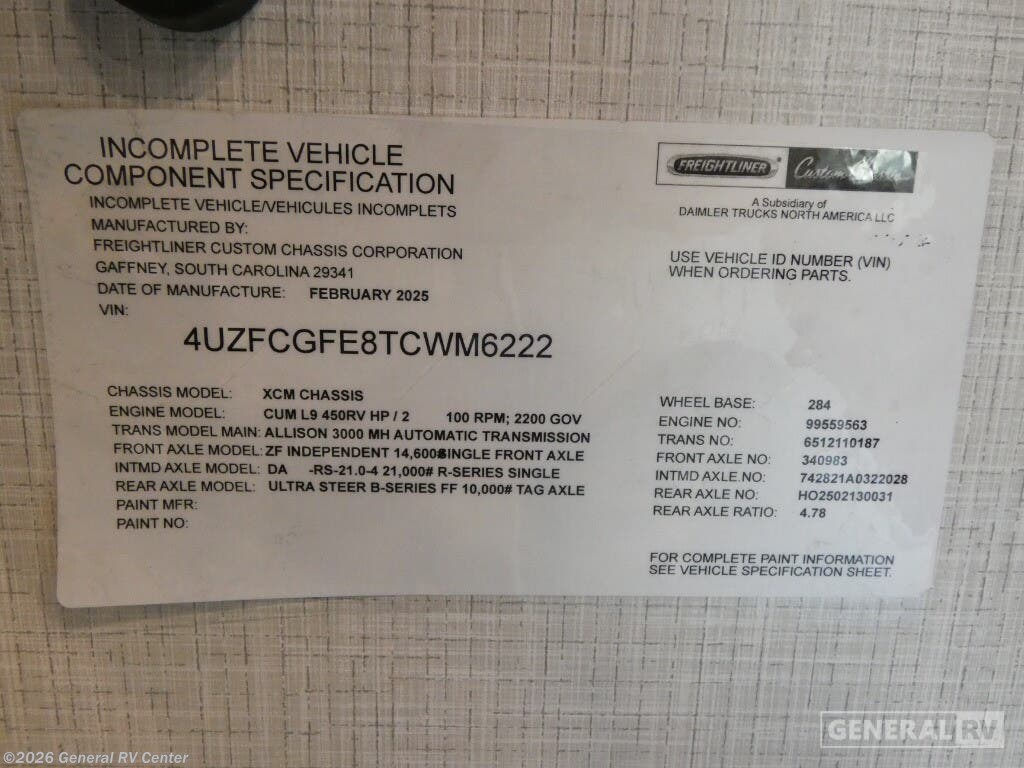 INCOMPLETE VEHICLE
COMPONENT SPECIFICATION
INCOMPLETE VEHICLE/VEHICULES INCOMPLETS
MANUFACTURED BY:
FREIGHTLINER CUSTOM CHASSIS CORPORATION
GAFFNEY, SOUTH CAROLINA 29341
DATE OF MANUFACTURE: FEBRUARY 2025
VIN:
4UZFCGFE8TCWM6222
FREIGHTLINER Custom
A Subsidiary of
DAIMLER TRUCKS NORTH AMERICA LLC
USE VEHICLE ID NUMBER (VIN)
WHEN ORDERING PARTS.
CHASSIS MODEL: XCM CHASSIS
ENGINE MODEL: CUM L9 450RV HP / 2 100 RPM; 2200 GOV
TRANS MODEL MAIN: ALLISON 3000 MH AUTOMATIC TRANSMISSION
FRONT AXLE MODEL: ZF INDEPENDENT 14,600# SINGLE FRONT AXLE
INTMD AXLE MODEL: DA -RS-21.0-4 21,000# R-SERIES SINGLE
REAR AXLE MODEL: ULTRA STEER B-SERIES FF 10,000# TAG AXLE
PAINT MFR:
PAINT NO:
WHEEL BASE: 284
ENGINE NO: 99559563
TRANS NO: 6512110187
FRONT AXLE NO: 340983
INTMD AXLE.NO: 742821A0322028
REAR AXLE NO: HO2502130031
REAR AXLE RATIO: 4.78
FOR COMPLETE PAINT INFORMATION
SEE VEHICLE SPECIFICATION SHEET.
GENERAL RV
©2026 General RV Center